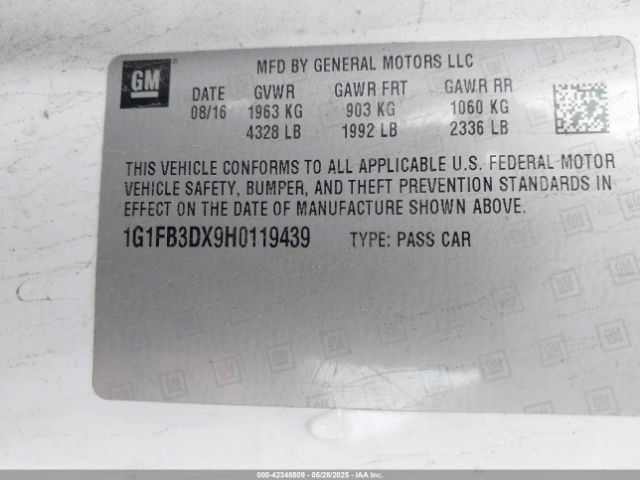 GM
MFD BY GENERAL MOTORS LLC
DATE GVWR GAWR FRT GAWR RR
08/16 1963 KG 903 KG 1060 KG
4328 LB 1992 LB 2336 LB
THIS VEHICLE CONFORMS TO ALL APPLICABLE U.S. FEDERAL MOTOR
VEHICLE SAFETY, BUMPER, AND THEFT PREVENTION STANDARDS IN
EFFECT ON THE DATE OF MANUFACTURE SHOWN ABOVE.
1G1FB3DX9H0119439 TYPE: PASS CAR
000-42348509 - 05/28/2025 - IAA Inc. Copyright